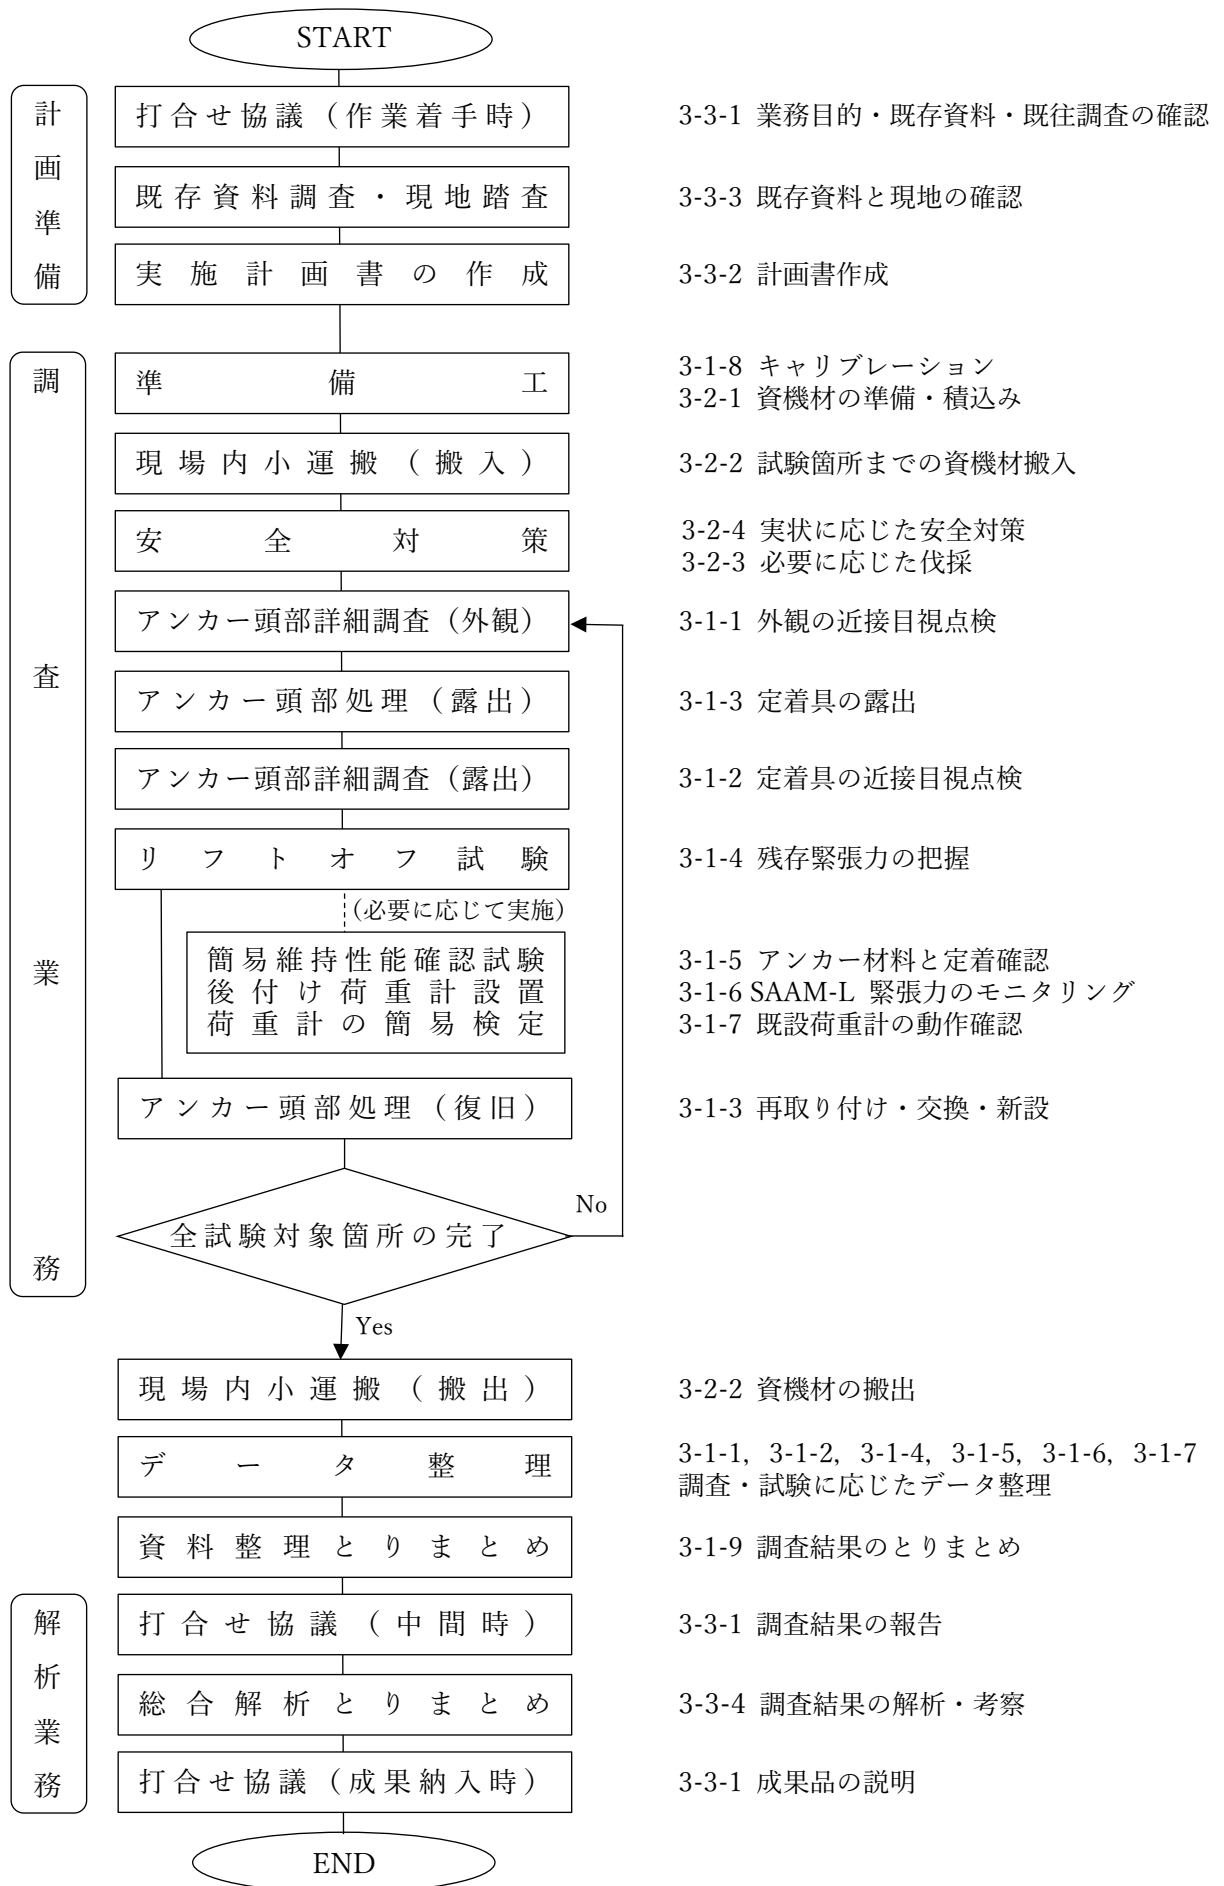 START
計画準備
打合せ協議（作業着手時）
3-3-1 業務目的・既存資料・既往調査の確認
既存資料調査・現地踏査
3-3-3 既存資料と現地の確認
実施計画書の作成
3-3-2 計画書作成
調査業務
準備工
3-1-8 キャリブレーション
3-2-1 資機材の準備・積込み
現場内小運搬（搬入）
3-2-2 試験箇所までの資機材搬入
安全対策
3-2-4 実状に応じた安全対策
3-2-3 必要に応じた伐採
アンカー頭部詳細調査（外観）
3-1-1 外観の近接目視点検
アンカー頭部処理（露出）
3-1-3 定着具の露出
アンカー頭部詳細調査（露出）
3-1-2 定着具の近接目視点検
リフトオフ試験
3-1-4 残存緊張力の把握
（必要に応じて実施）
簡易維持性能確認試験
後付け荷重計設置
荷重計の簡易検定
3-1-5 アンカー材料と定着確認
3-1-6 SAAM-L 緊張力のモニタリング
3-1-7 既設荷重計の動作確認
アンカー頭部処理（復旧）
3-1-3 再取り付け・交換・新設
全試験対象箇所の完了
No
Yes
現場内小運搬（搬出）
3-2-2 資機材の搬出
データ整理
3-1-1, 3-1-2, 3-1-4, 3-1-5, 3-1-6, 3-1-7
調査・試験に応じたデータ整理
資料整理とりまとめ
3-1-9 調査結果のとりまとめ
解析業務
打合せ協議（中間時）
3-3-1 調査結果の報告
総合解析とりまとめ
3-3-4 調査結果の解析・考察
打合せ協議（成果納入時）
3-3-1 成果品の説明
END